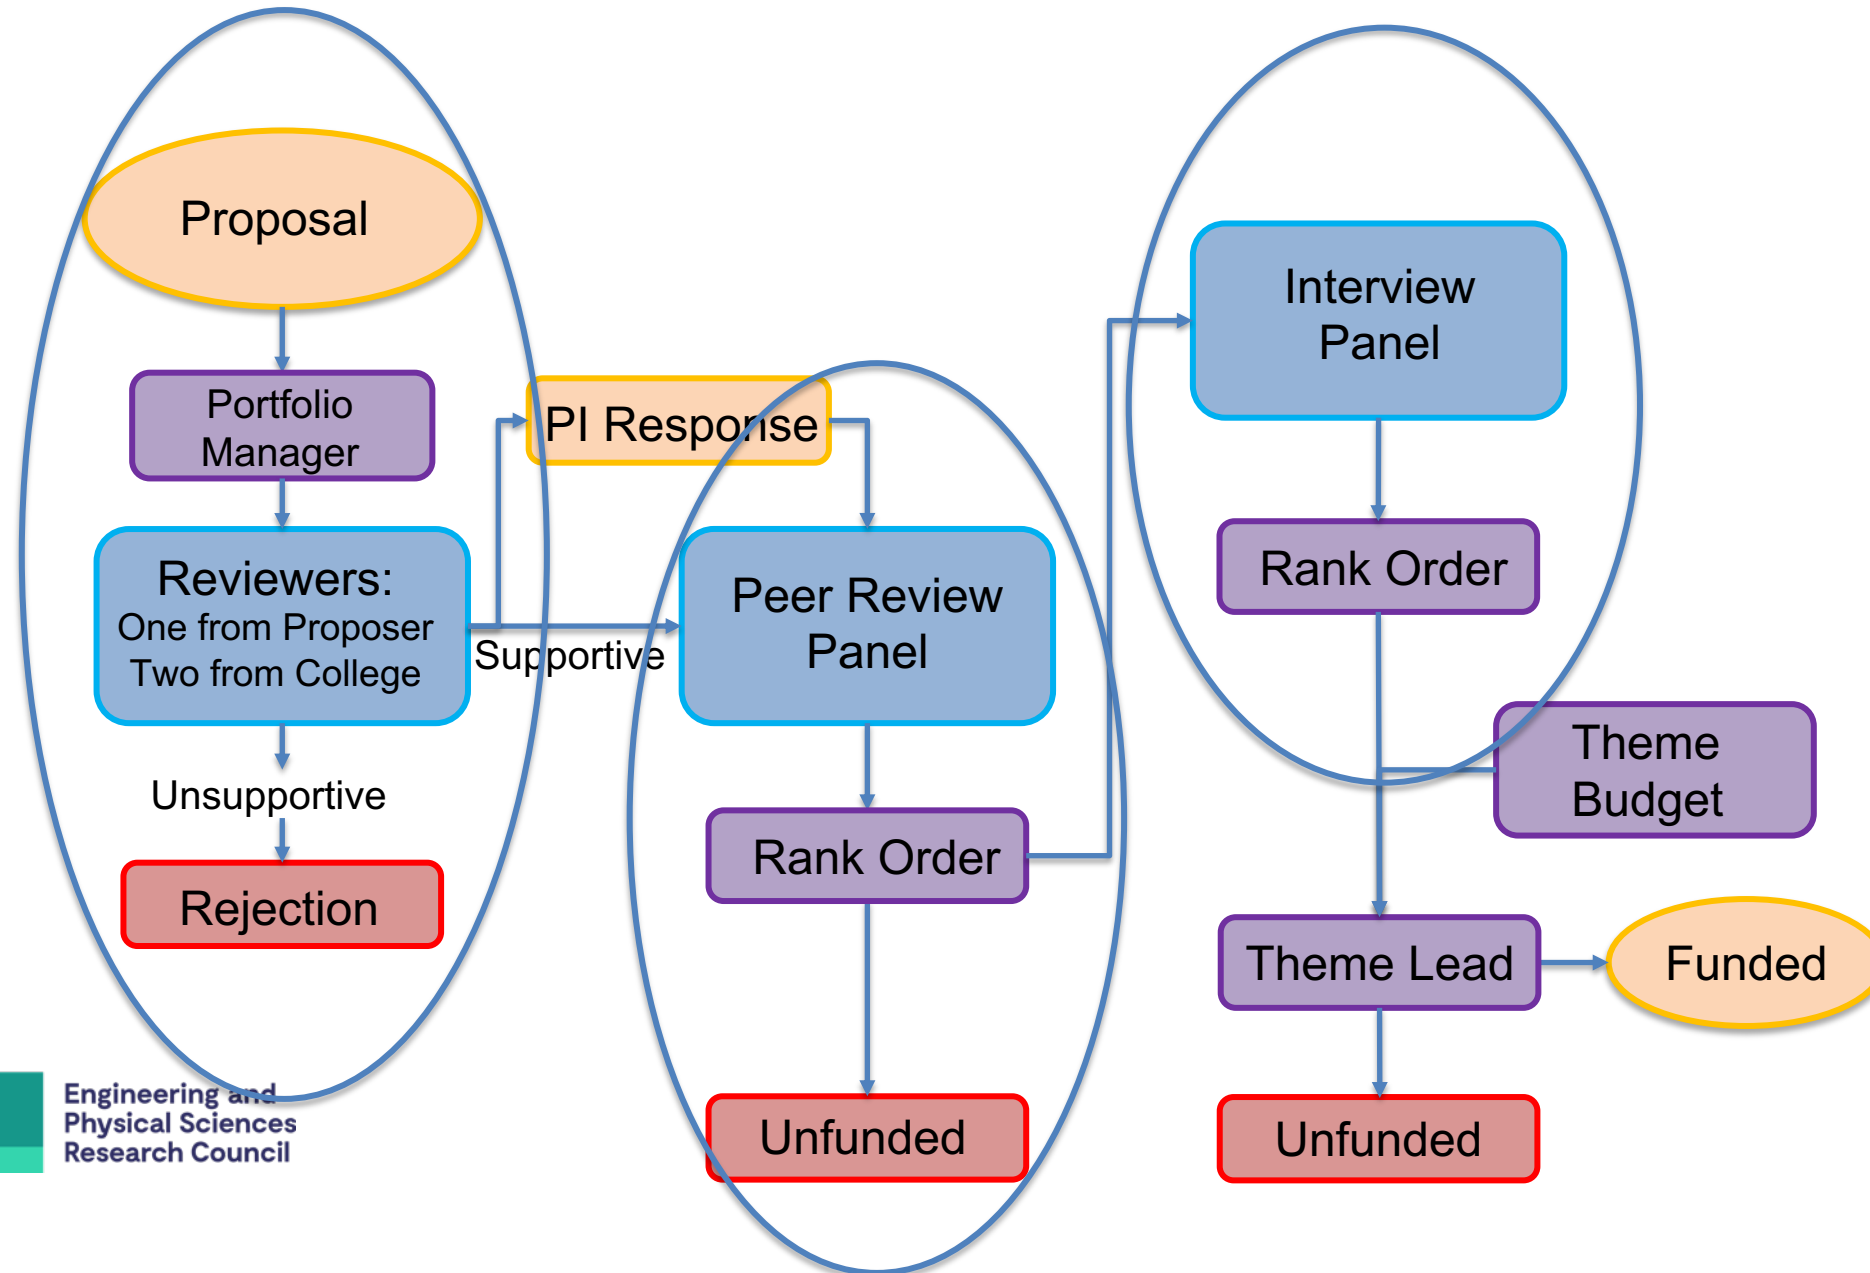 Proposal
Portfolio
Manager
Reviewers:
One from Proposer
Two from College
Unsupportive
Rejection
Supportive
PI Response
Peer Review
Panel
Rank Order
Unfunded
Interview
Panel
Rank Order
Theme
Budget
Theme Lead
Funded
Unfunded
Engineering and
Physical Sciences
Research Council